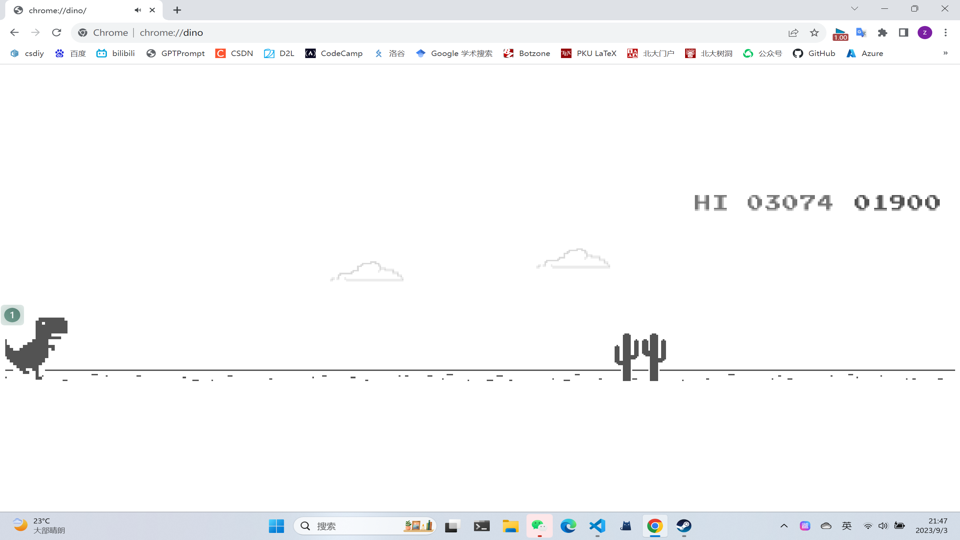 chrome://dino/
Chrome | chrome://dino
1.00
z
csdiy 百度 bilibili GPTPrompt CSDN D2L CodeCamp 洛谷 Google 学术搜索 Botzone PKU LaTeX 北大门户 北大树洞 公众号 GitHub Azure »
HI 03074 01900
1
23°C
大部晴朗
搜索
英
21:47
2023/9/3